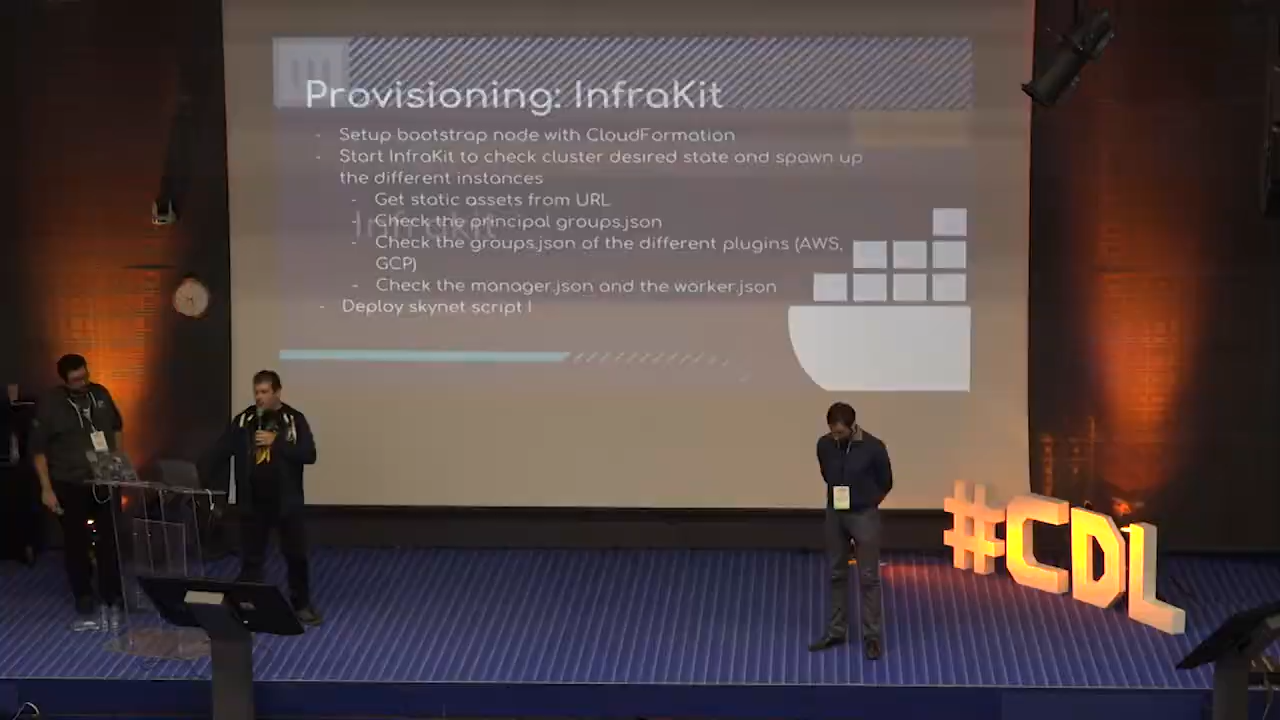 Provisioning: InfraKit
- Setup bootstrap node with CloudFormation
- Start InfraKit to check cluster desired state and spawn up
the different instances
- Get static assets from URL
Infrakit
- Check the principal groups.json
- Check the groups.json of the different plugins (AWS,
GCP)
- Check the manager.json and the worker.json
- Deploy skynet script !
#CDL